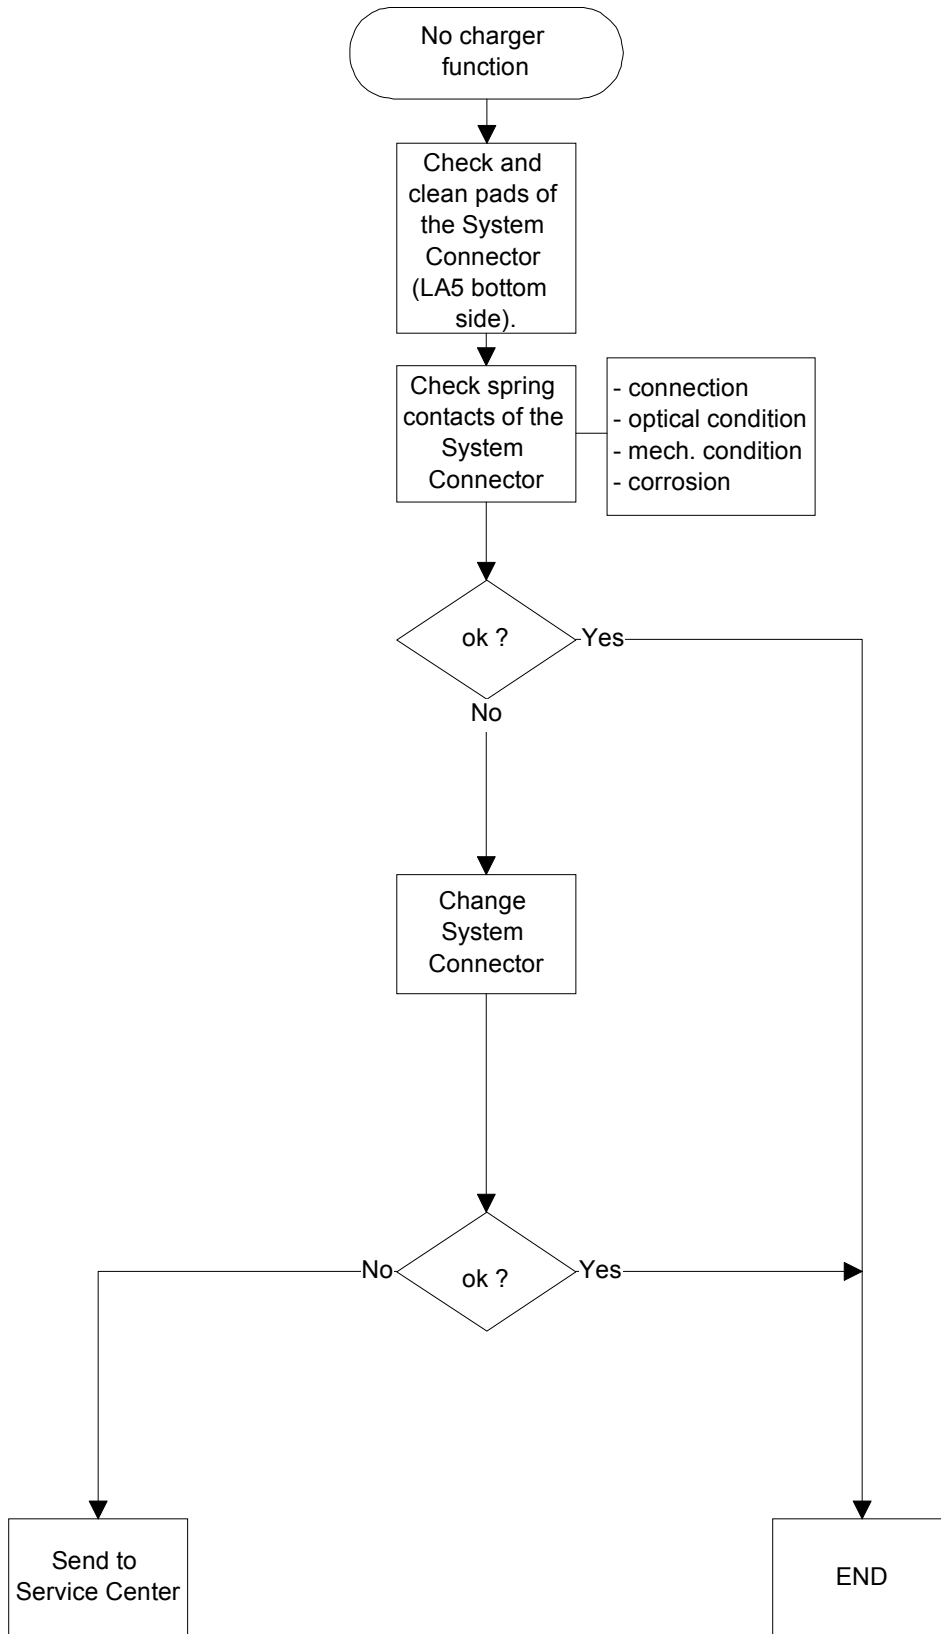 No charger
function
Check and
clean pads of
the System
Connector
(LA5 bottom
side).
Check spring
contacts of the
System
Connector
- connection
- optical condition
- mech. condition
- corrosion
ok ?
Yes
No
Change
System
Connector
No
ok ?
Yes
Send to
Service Center
END